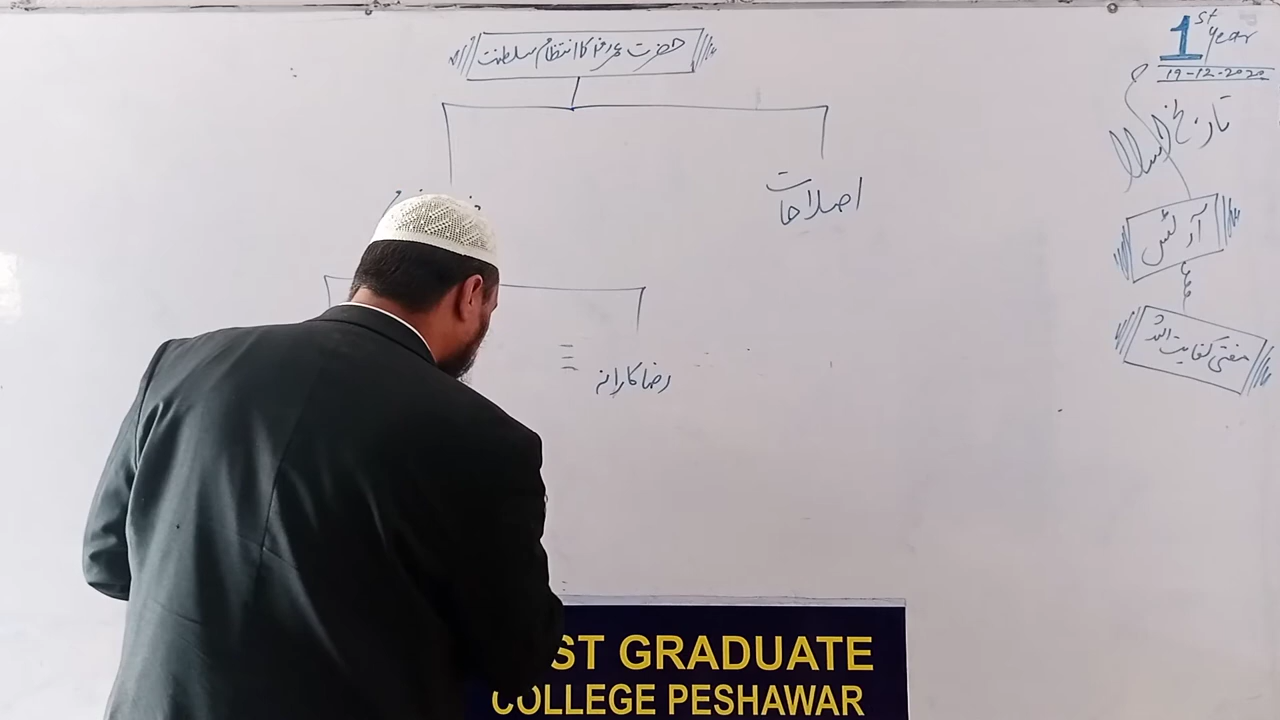 حضرت عمرؓ کا انتظام سلطنت
1st Year
19-12-2020
تاریخ اسلام
اصلاحات
آرٹس
رضاکارانہ
مفتی کفایت اللہ
ST GRADUATE
COLLEGE PESHAWAR